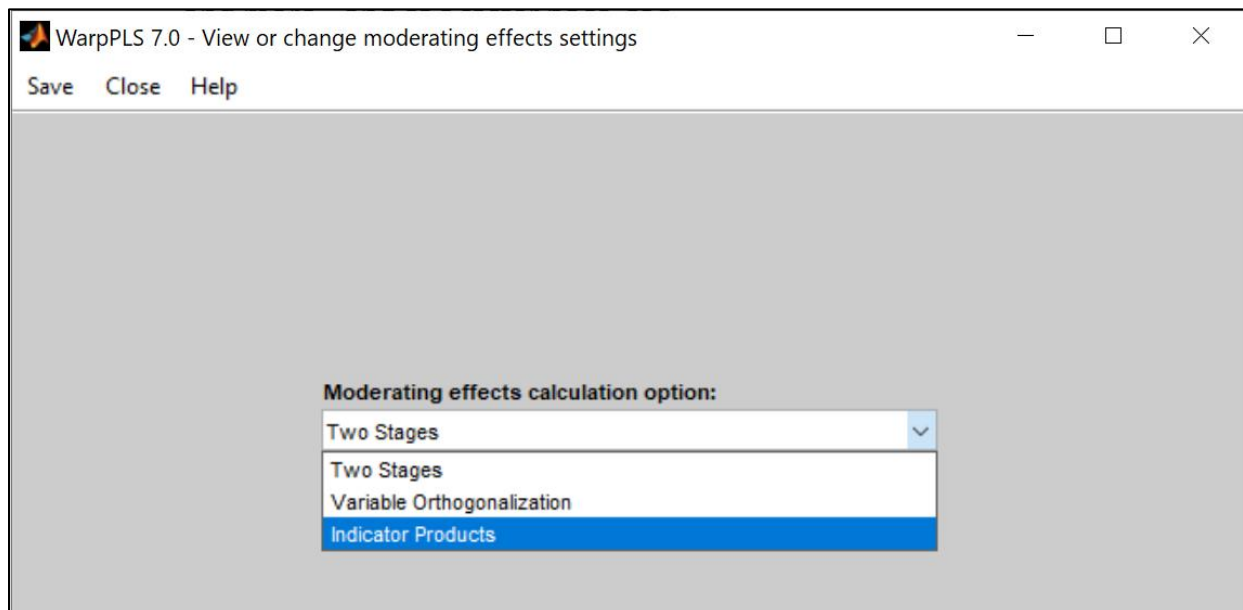 WarpPLS 7.0 - View or change moderating effects settings
Save Close Help
Moderating effects calculation option:
Two Stages
Two Stages
Variable Orthogonalization
Indicator Products